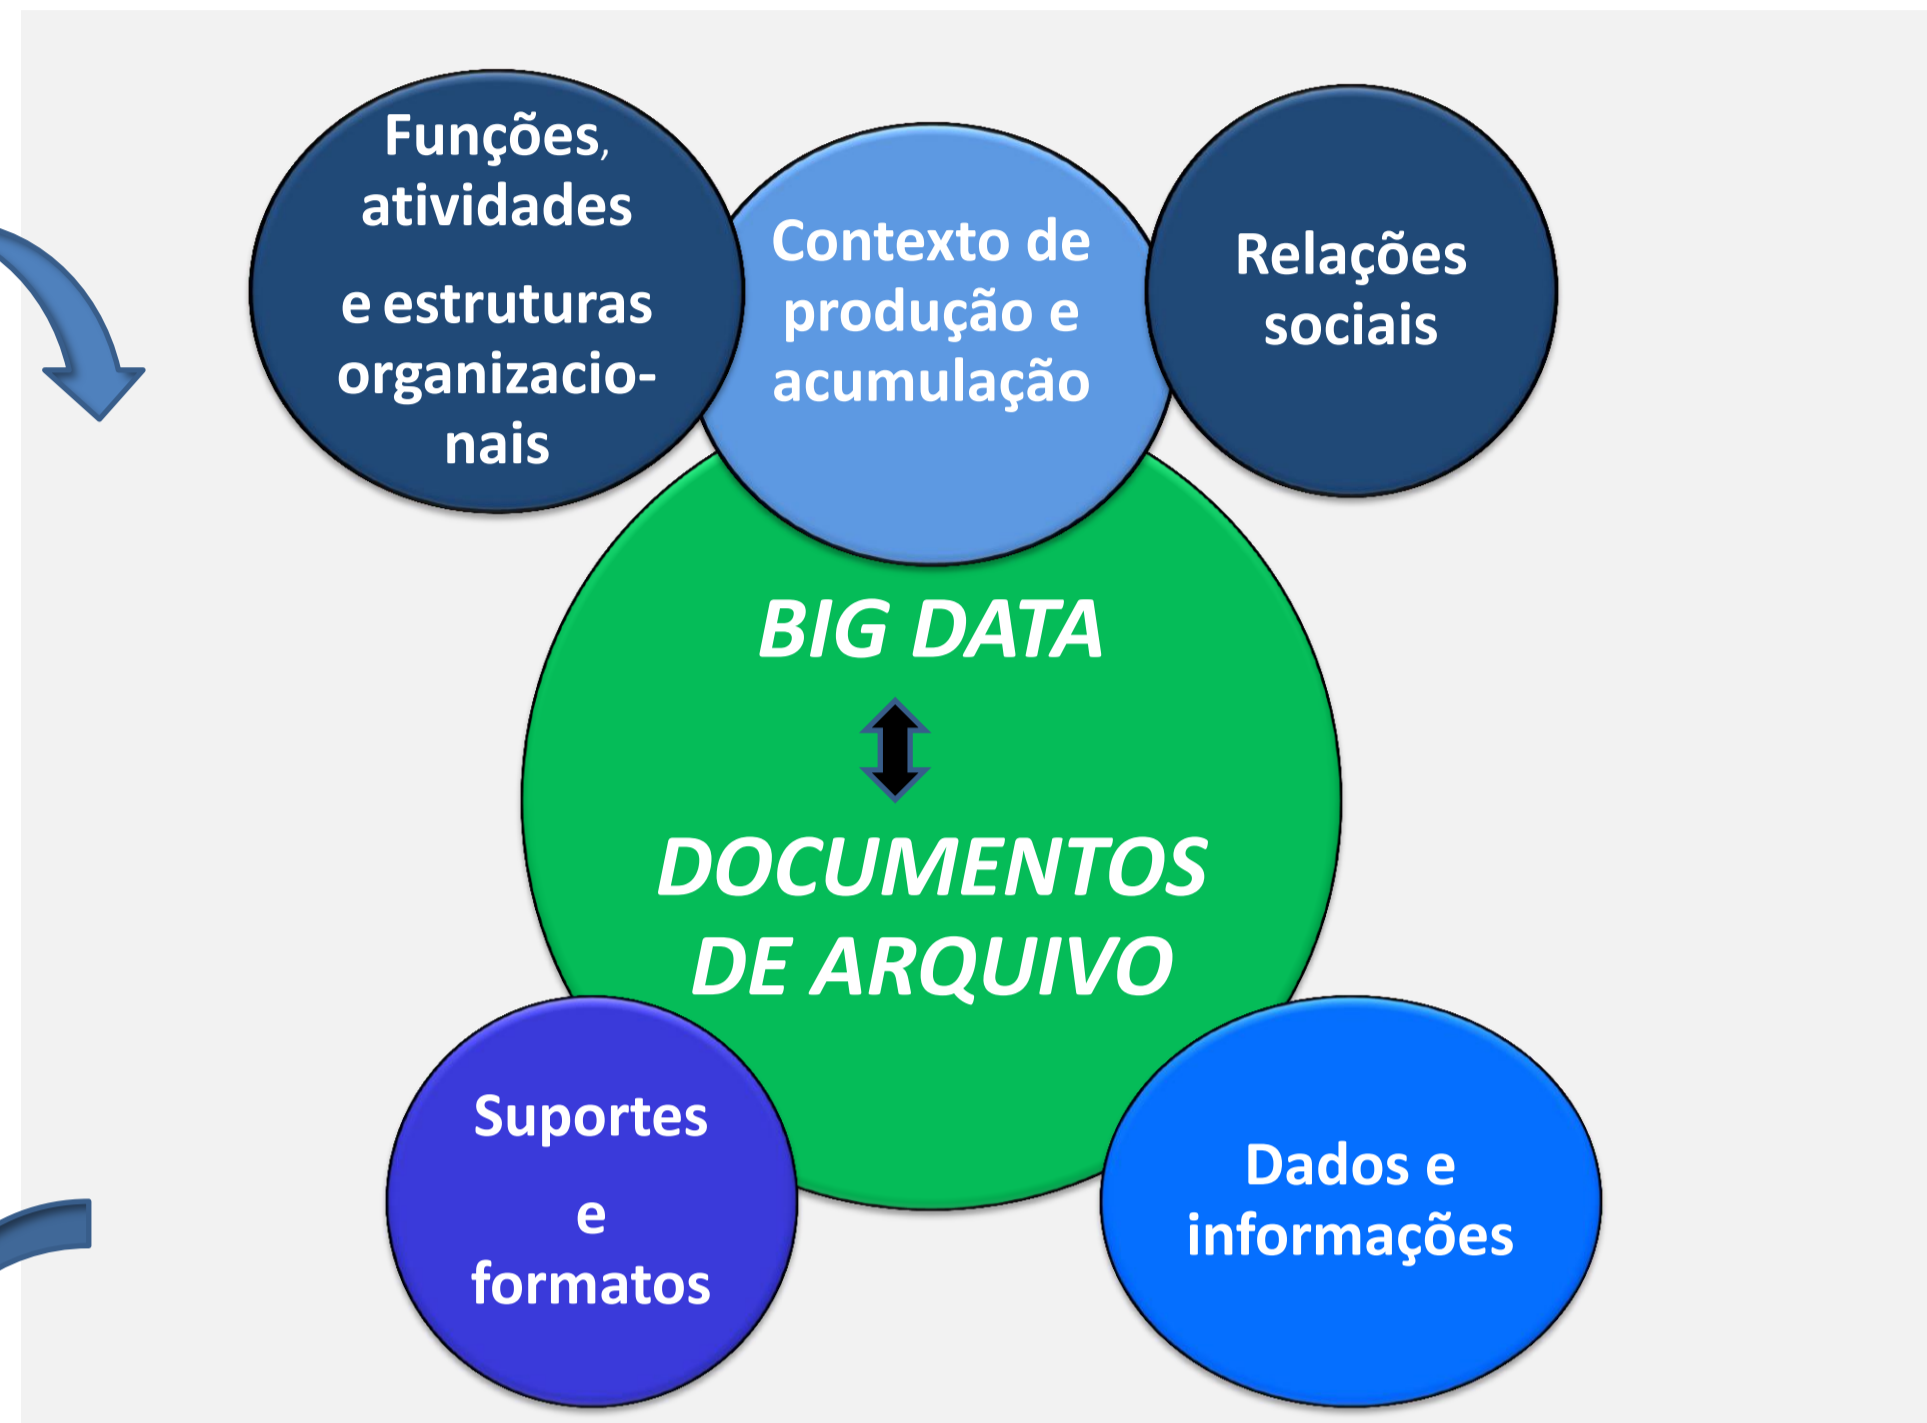 Funções,
atividades
e estruturas
organizacio-
nais
Contexto de
produção e
acumulação
Relações
sociais
BIG DATA
DOCUMENTOS
DE ARQUIVO
Suportes
e
formatos
Dados e
informações